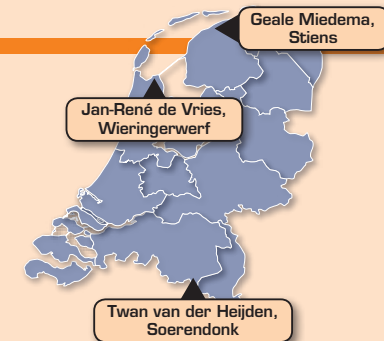 Geale Miedema,
Stiens
Jan-René de Vries,
Wieringerwerf
Twan van der Heijden,
Soerendonk